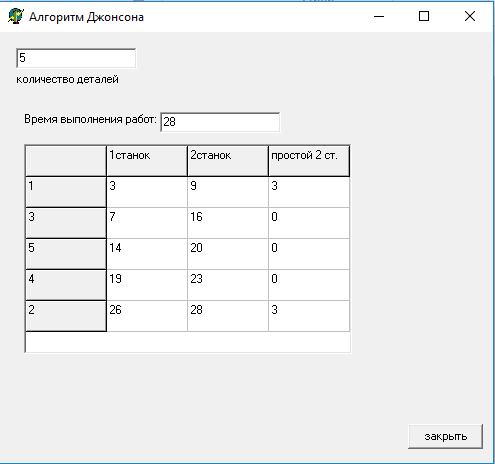 Алгоритм Джонсона
5
количество деталей
Время выполнения работ: 28
1станок 2станок простой 2 ст.
1 3 9 3
3 7 16 0
5 14 20 0
4 19 23 0
2 26 28 3
закрыть